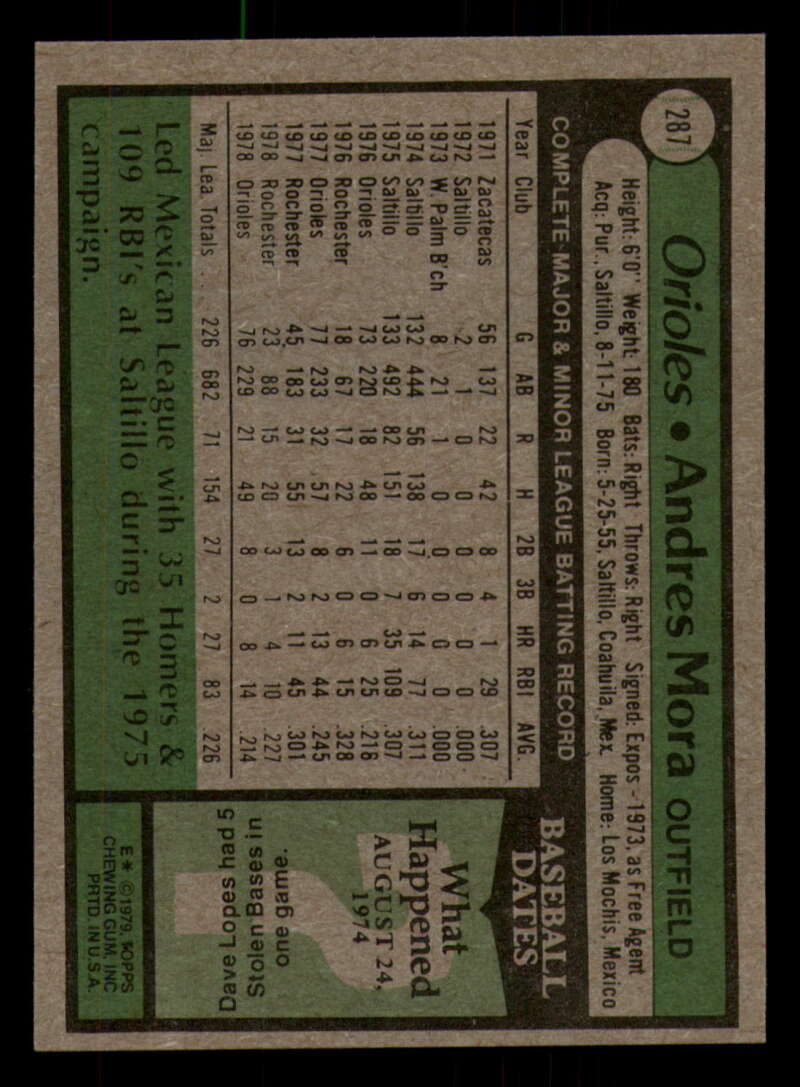 287
Orioles • Andres Mora OUTFIELD
Height: 6'0" Weight: 180 Bats: Right Throws: Right Signed: Expos - 1973, as Free Agent
Acq: Pur., Saltillo, 8-11-75 Born: 5-25-55, Saltillo, Coahuila, Mex. Home: Los Mochis, Mexico
COMPLETE MAJOR & MINOR LEAGUE BATTING RECORD
Year Club G AB R H 2B 3B HR RBI AVG.
1971 Zacatecas 56 137 22 42 8 4 1 29 .307
1972 Saltillo 2 1 0 0 0 0 0 0 .000
1973 W. Palm B'ch 8 21 1 0 0 0 0 0 .000
1974 Saltillo 132 444 56 138 17 6 14 77 .311
1975 Saltillo 133 492 82 151 18 7 35 109 .307
1976 Orioles 73 220 18 48 11 0 6 25 .218
1976 Rochester 18 67 17 22 6 0 6 15 .328
1977 Orioles 77 233 32 57 8 2 13 44 .245
1977 Rochester 45 183 31 55 13 2 11 45 .301
1978 Rochester 23 88 15 20 3 1 4 10 .227
1978 Orioles 76 229 21 49 8 0 8 14 .214
Maj. Lea. Totals . . 226 682 71 154 27 2 27 83 .226
Led Mexican League with 35 Homers &
109 RBI's at Saltillo during the 1975
campaign.
BASEBALL
DATES
What
Happened
AUGUST 24,
1974
?
Dave Lopes had 5
Stolen Bases in
one game.
E * © 1979, TOPPS
CHEWING GUM, INC
PRTD. IN U.S.A.